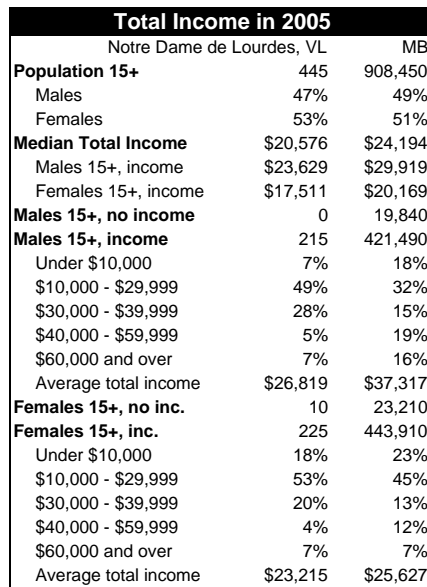 Total Income in 2005
Notre Dame de Lourdes, VL MB
Population 15+ 445 908,450
Males 47% 49%
Females 53% 51%
Median Total Income $20,576 $24,194
Males 15+, income $23,629 $29,919
Females 15+, income $17,511 $20,169
Males 15+, no income 0 19,840
Males 15+, income 215 421,490
Under $10,000 7% 18%
$10,000 - $29,999 49% 32%
$30,000 - $39,999 28% 15%
$40,000 - $59,999 5% 19%
$60,000 and over 7% 16%
Average total income $26,819 $37,317
Females 15+, no inc. 10 23,210
Females 15+, inc. 225 443,910
Under $10,000 18% 23%
$10,000 - $29,999 53% 45%
$30,000 - $39,999 20% 13%
$40,000 - $59,999 4% 12%
$60,000 and over 7% 7%
Average total income $23,215 $25,627